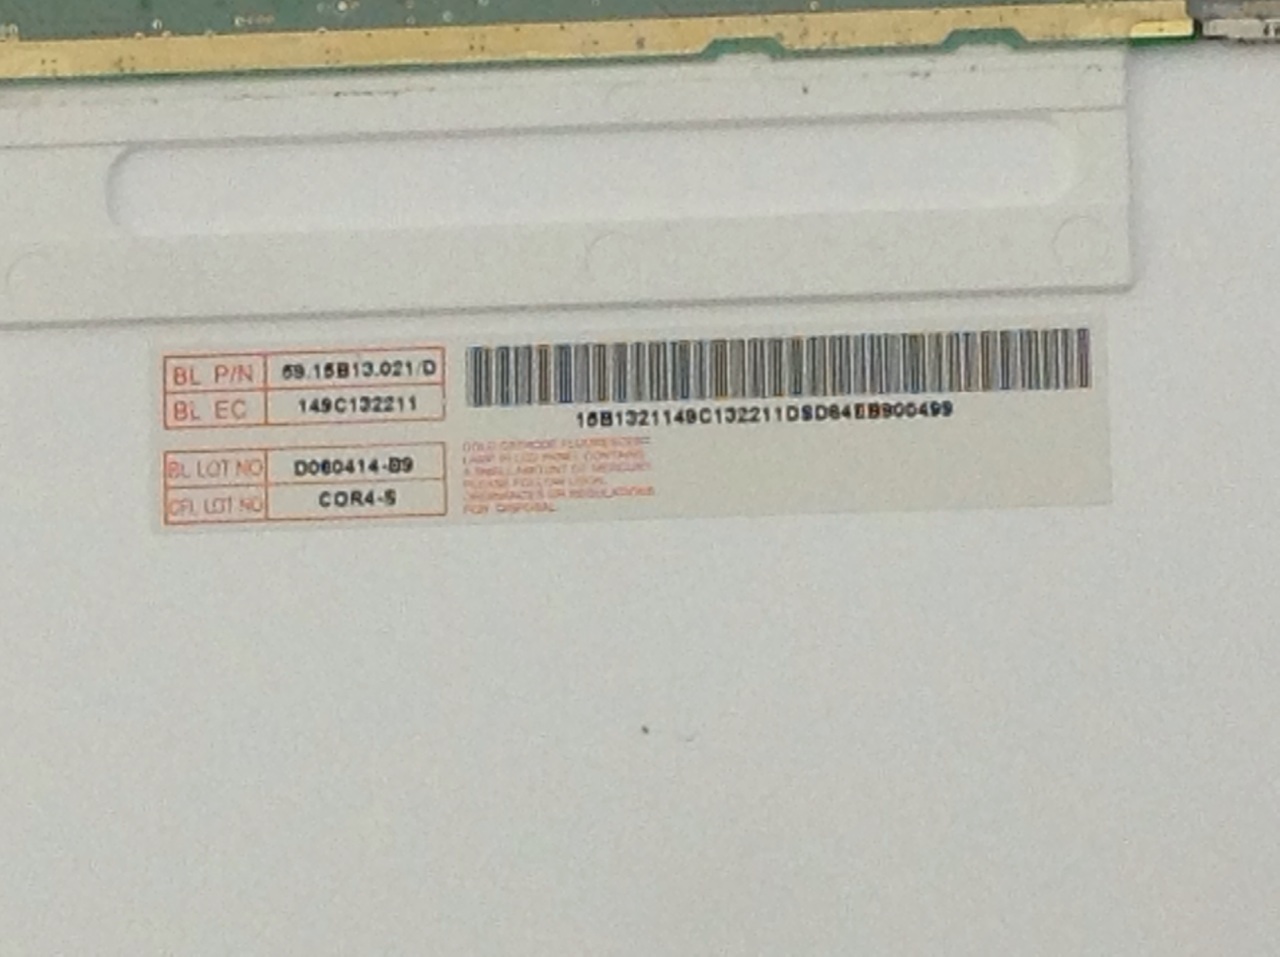 BL P/N 59.15B13.021/D
BL EC 149C132211
BL LOT NO D060414-B9
CFL LOT NO COR4-S
15B1321149C132211DSD64EB900499
COLD CATHODE FLUORESCENT
LAMP IN LCD PANEL CONTAINS
A SMALL AMOUNT OF MERCURY
PLEASE FOLLOW LOCAL
ORDINANCES OR REGULATIONS
FOR DISPOSAL